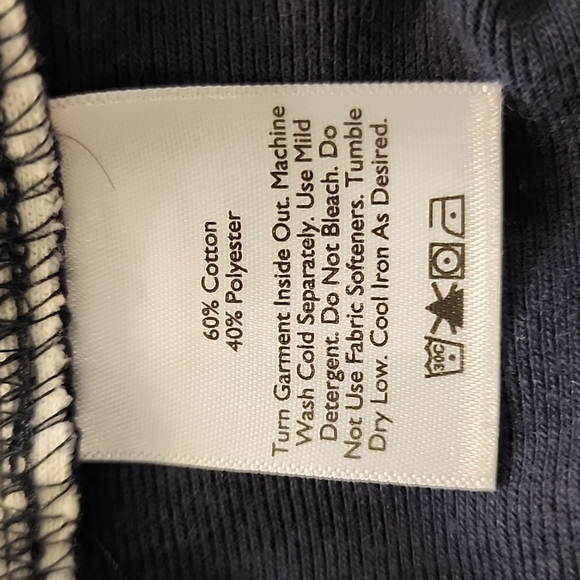 60% Cotton
40% Polyester
Turn Garment Inside Out. Machine
Wash Cold Separately. Use Mild
Detergent. Do Not Bleach. Do
Not Use Fabric Softeners. Tumble
Dry Low. Cool Iron As Desired.
30C